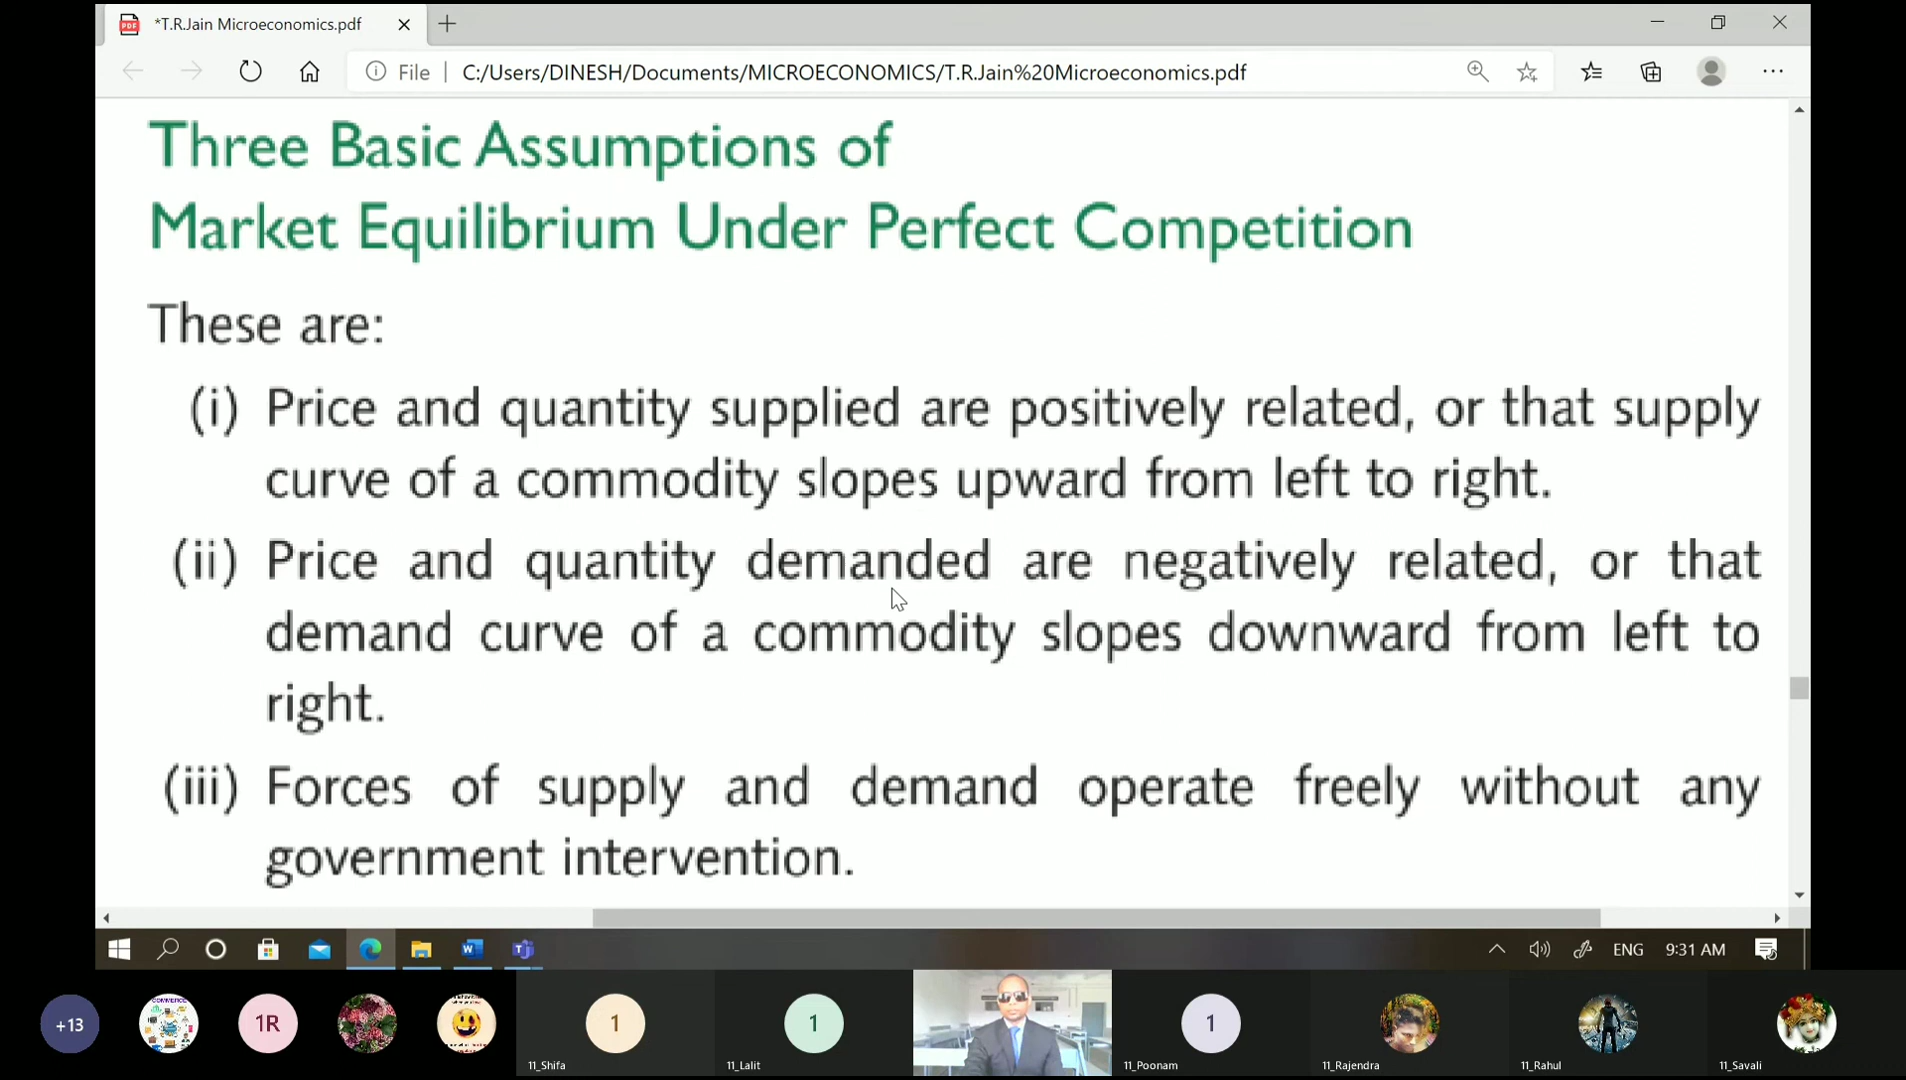 *T.R.Jain Microeconomics.pdf
File | C:/Users/DINESH/Documents/MICROECONOMICS/T.R.Jain%20Microeconomics.pdf
Three Basic Assumptions of
Market Equilibrium Under Perfect Competition
These are:
(i) Price and quantity supplied are positively related, or that supply
curve of a commodity slopes upward from left to right.
(ii) Price and quantity demanded are negatively related, or that
demand curve of a commodity slopes downward from left to
right.
(iii) Forces of supply and demand operate freely without any
government intervention.
ENG 9:31 AM
+13 1R 1 1 1
COMMERCE
11_Shifa 11_Lalit 11_Poonam 11_Rajendra 11_Rahul 11_Savali